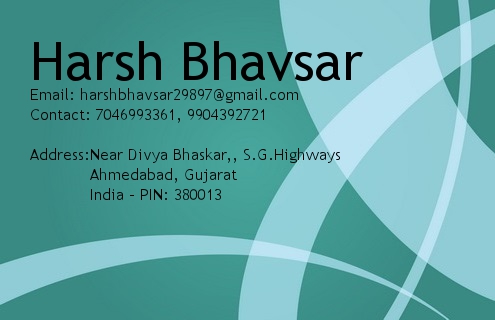 Harsh Bhavsar
Email: harshbhavsar29897@gmail.com
Contact: 7046993361, 9904392721
Address:Near Divya Bhaskar,, S.G.Highways
Ahmedabad, Gujarat
India - PIN: 380013